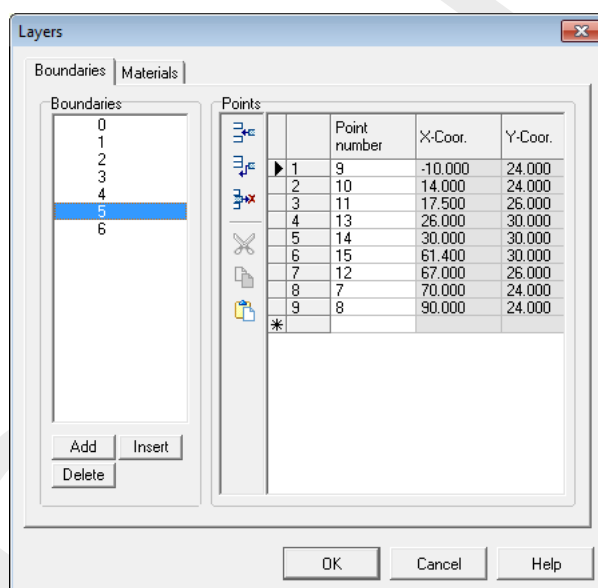 Layers
Boundaries Materials
Boundaries
0
1
2
3
4
5
6
Add Insert
Delete
Points
Point number X-Coor. Y-Coor.
1 9 -10.000 24.000
2 10 14.000 24.000
3 11 17.500 26.000
4 13 26.000 30.000
5 14 30.000 30.000
6 15 61.400 30.000
7 12 67.000 26.000
8 7 70.000 24.000
9 8 90.000 24.000
OK Cancel Help